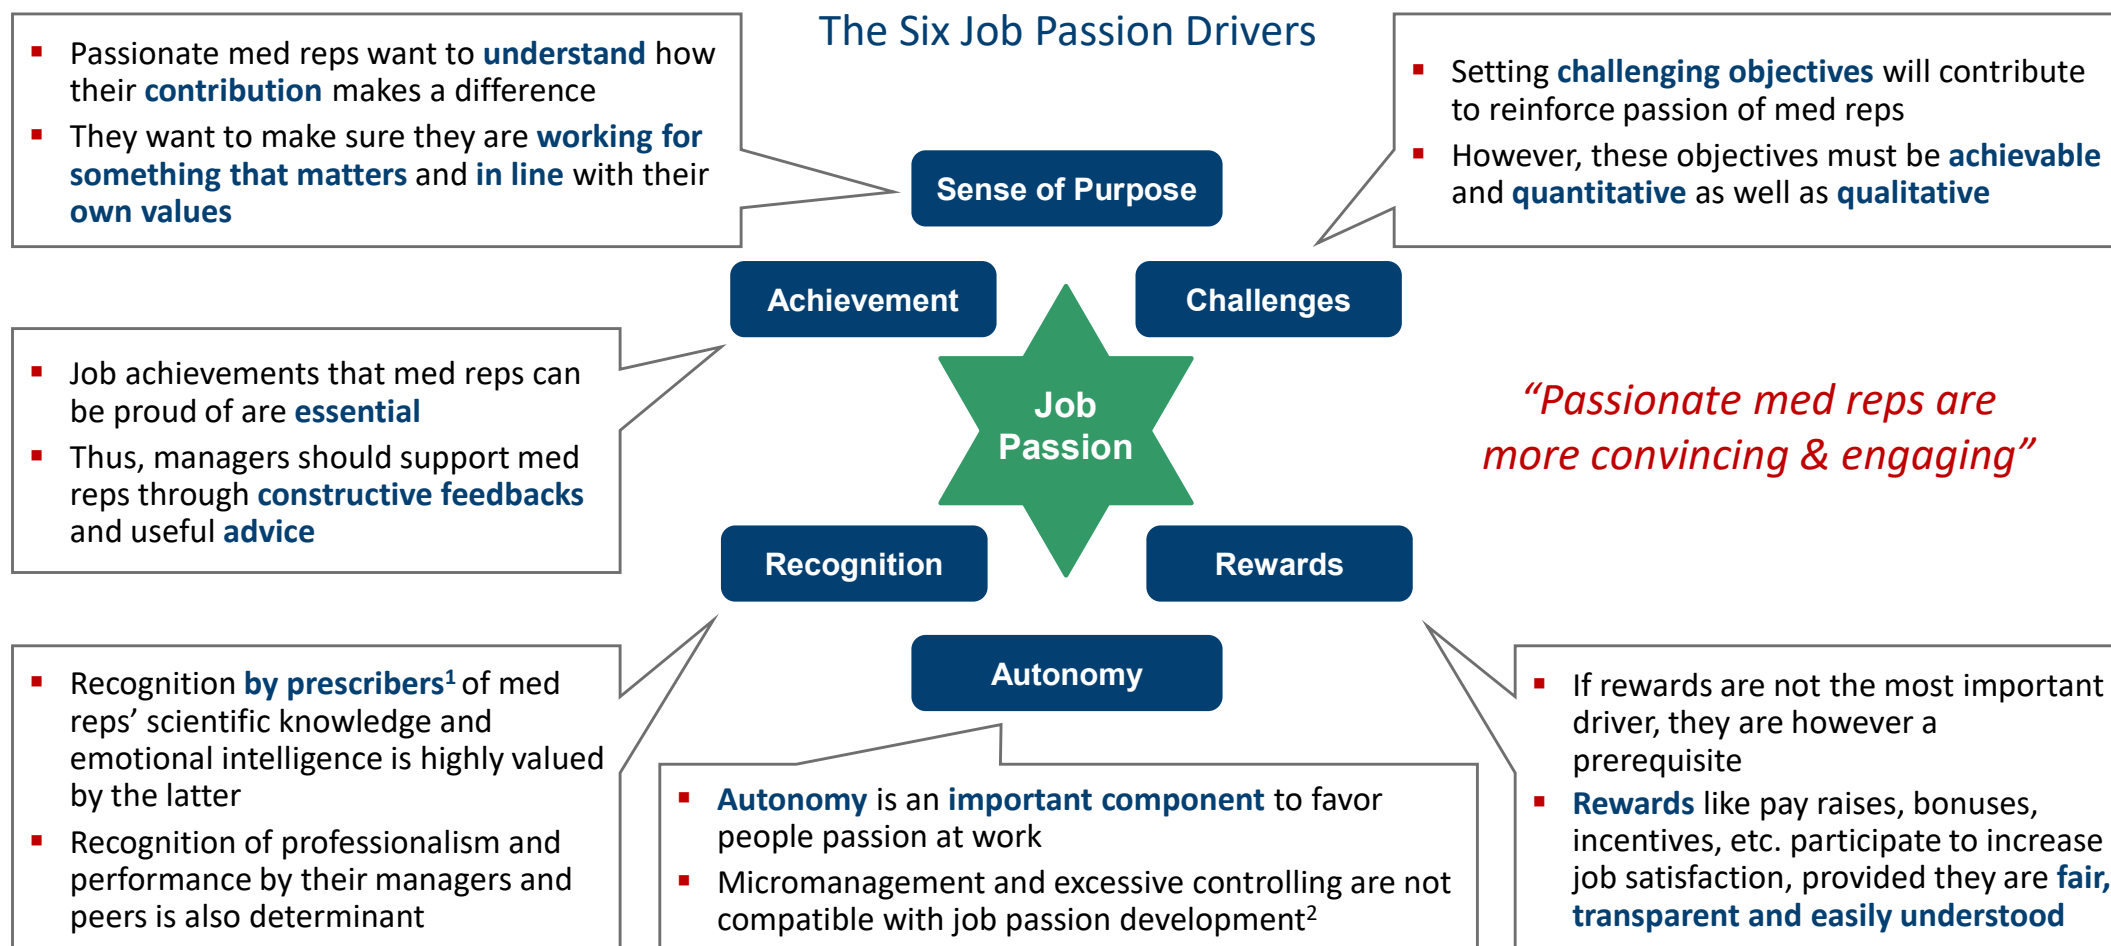 The Six Job Passion Drivers
▪ Passionate med reps want to understand how
their contribution makes a difference
▪ They want to make sure they are working for
something that matters and in line with their
own values
▪ Setting challenging objectives will contribute
to reinforce passion of med reps
▪ However, these objectives must be achievable
and quantitative as well as qualitative
Sense of Purpose
Achievement
Challenges
▪ Job achievements that med reps can
be proud of are essential
▪ Thus, managers should support med
reps through constructive feedbacks
and useful advice
Job
Passion
“Passionate med reps are
more convincing & engaging”
Recognition
Rewards
Autonomy
▪ Recognition by prescribers¹ of med
reps’ scientific knowledge and
emotional intelligence is highly valued
by the latter
▪ Recognition of professionalism and
performance by their managers and
peers is also determinant
▪ Autonomy is an important component to favor
people passion at work
▪ Micromanagement and excessive controlling are not
compatible with job passion development²
▪ If rewards are not the most important
driver, they are however a
prerequisite
▪ Rewards like pay raises, bonuses,
incentives, etc. participate to increase
job satisfaction, provided they are fair,
transparent and easily understood